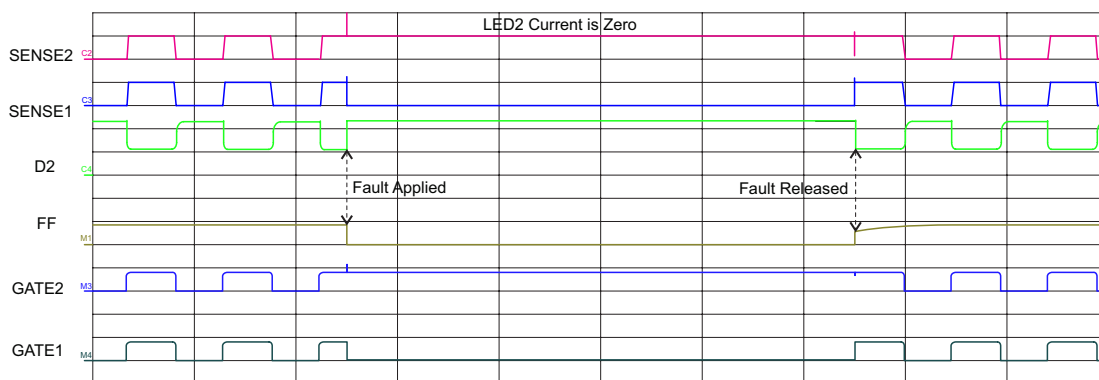 LED2 Current is Zero
SENSE2
C2
SENSE1
C3
D2
C4
Fault Applied
Fault Released
FF
M1
GATE2
M3
GATE1
M4